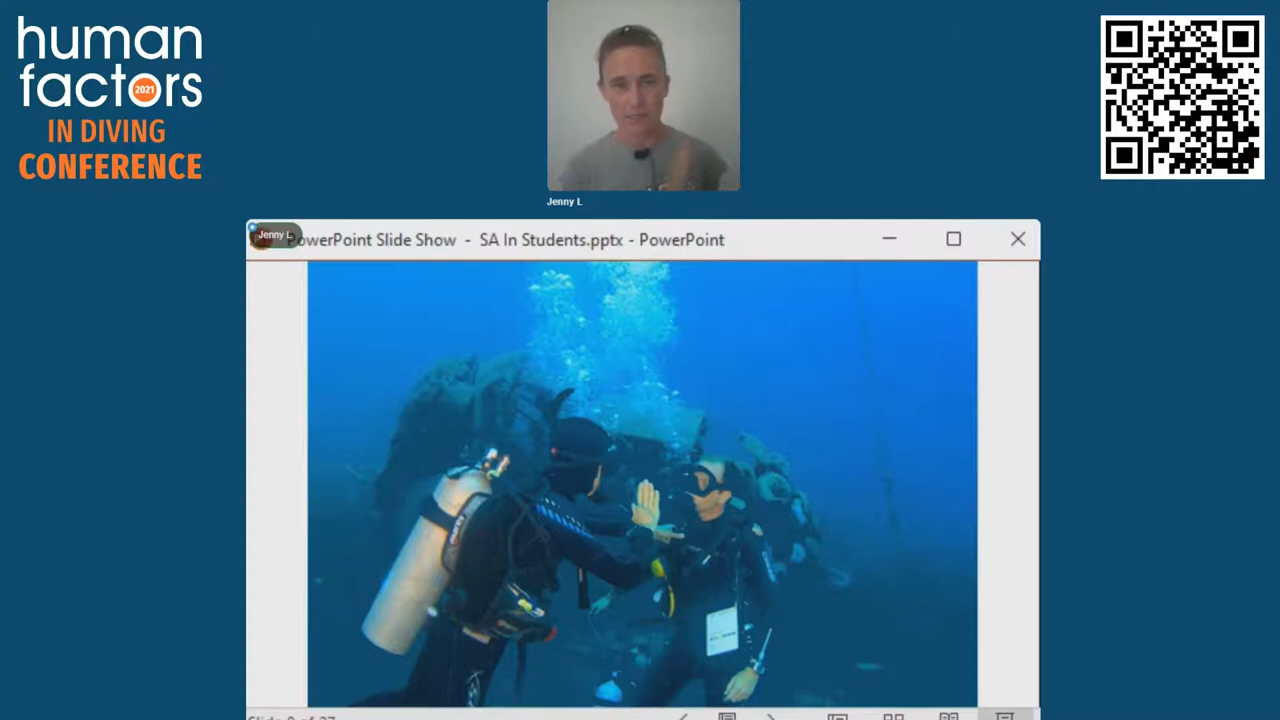 human
factors
2021
IN DIVING
CONFERENCE
Jenny L
Jenny L
PowerPoint Slide Show - SA In Students.pptx - PowerPoint